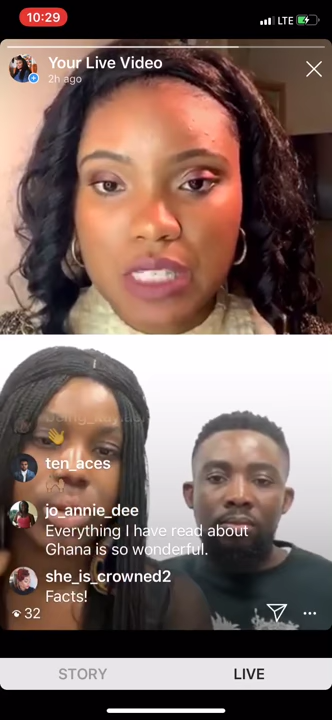 10:29
LTE
Your Live Video
2h ago
ten_aces
jo_annie_dee
Everything I have read about
Ghana is so wonderful.
she_is_crowned2
Facts!
32
STORY
LIVE